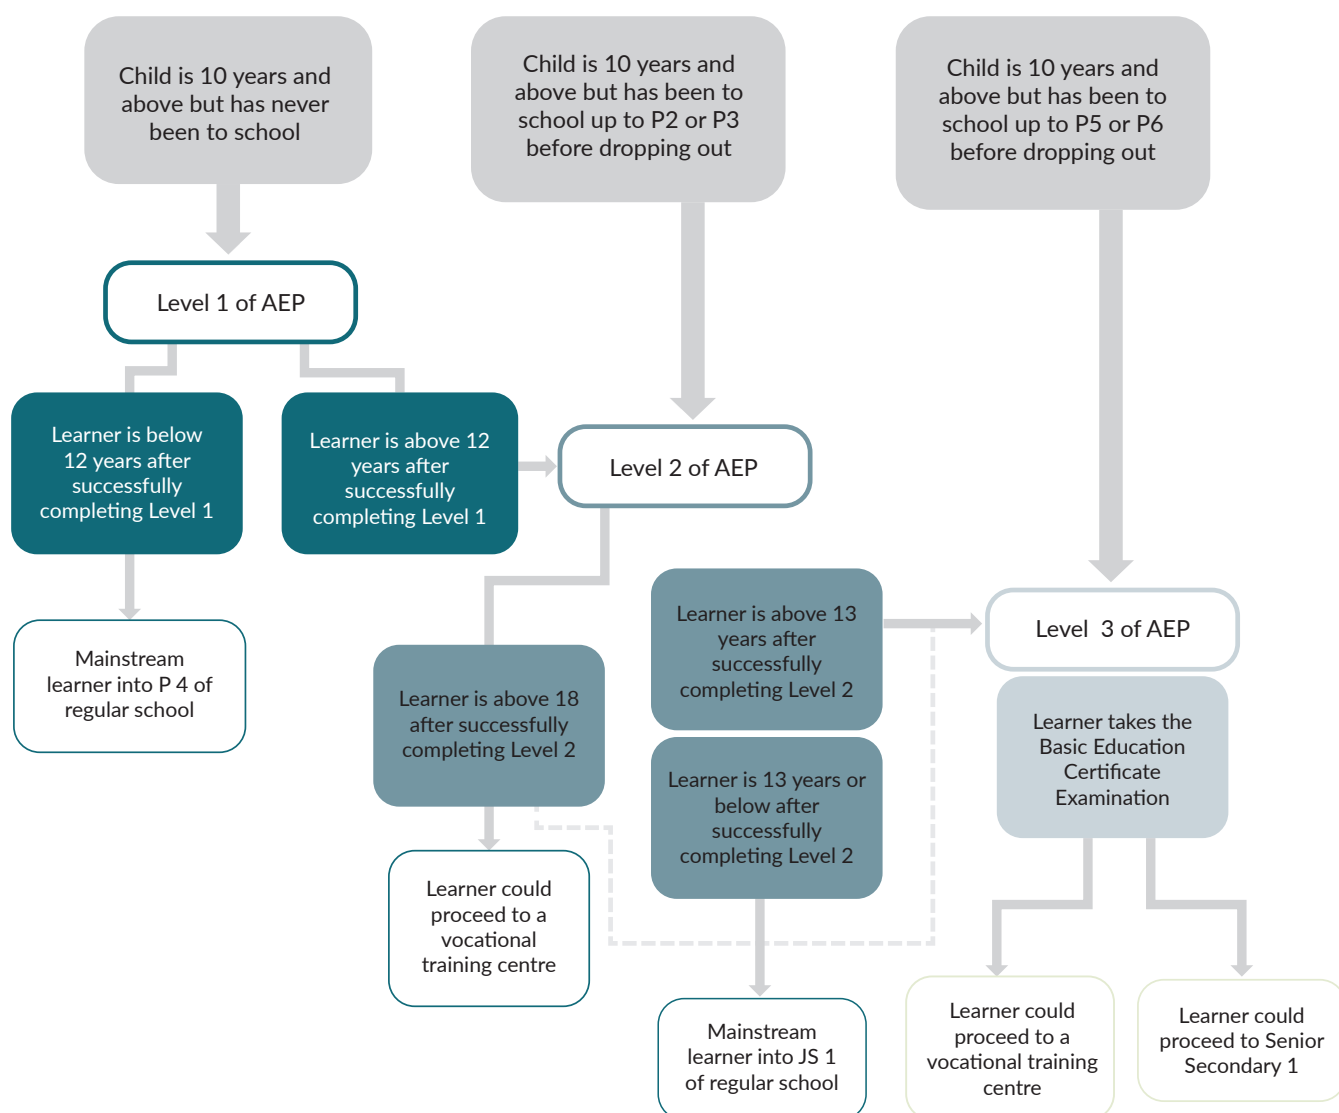 Child is 10 years and
above but has never
been to school
Child is 10 years and
above but has been to
school up to P2 or P3
before dropping out
Child is 10 years and
above but has been to
school up to P5 or P6
before dropping out
Level 1 of AEP
Learner is below
12 years after
successfully
completing Level 1
Learner is above 12
years after
successfully
completing Level 1
Level 2 of AEP
Mainstream
learner into P 4 of
regular school
Learner is above 18
after successfully
completing Level 2
Learner is above 13
years after
successfully
completing Level 2
Level 3 of AEP
Learner is 13 years or
below after
successfully
completing Level 2
Learner takes the
Basic Education
Certificate
Examination
Learner could
proceed to a
vocational
training centre
Mainstream
learner into JS 1
of regular school
Learner could
proceed to a
vocational training
centre
Learner could
proceed to Senior
Secondary 1